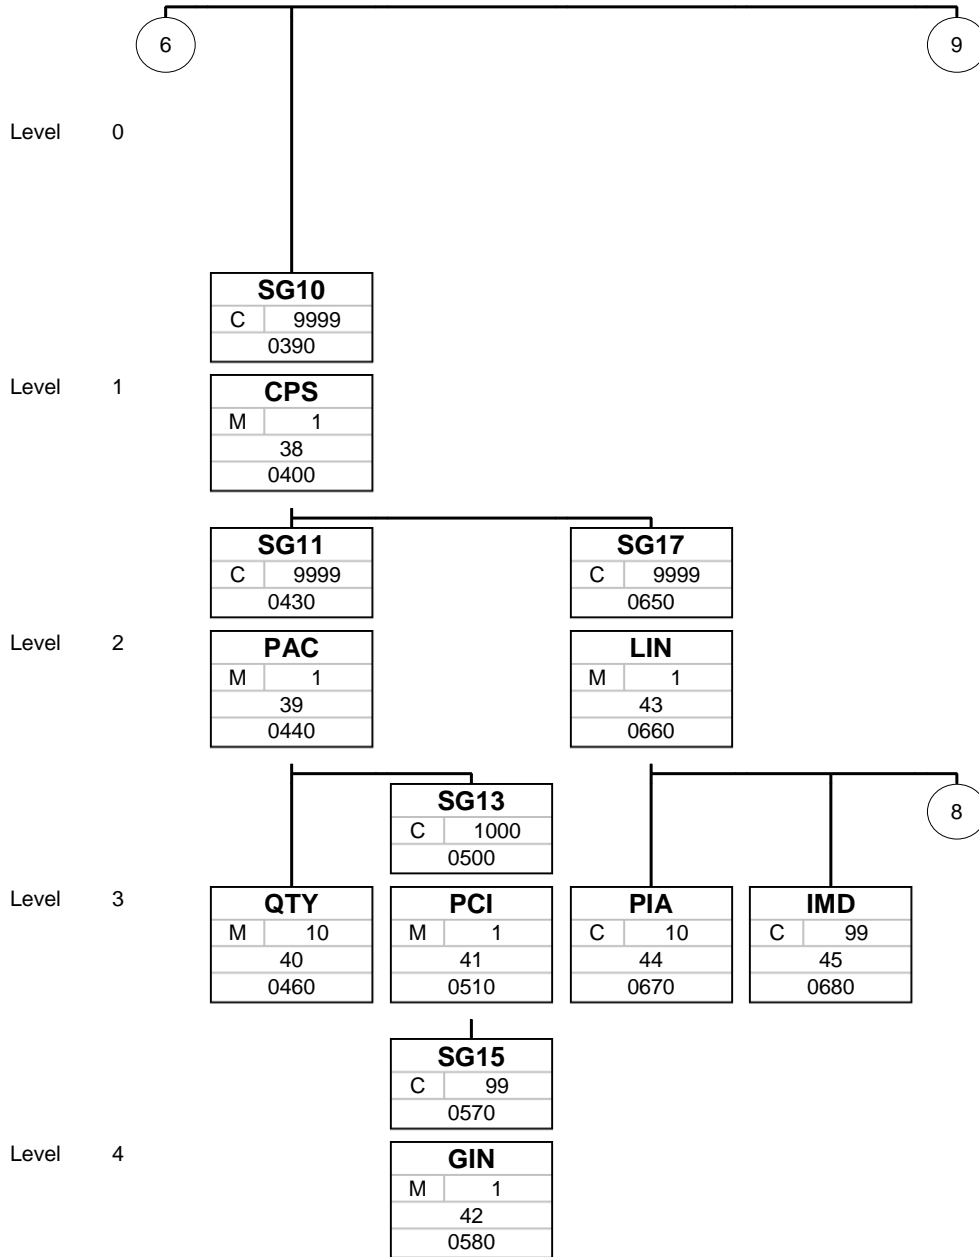 6
9
Level 0
SG10
C 9999
0390
Level 1
CPS
M 1
38
0400
SG11
C 9999
0430
SG17
C 9999
0650
Level 2
PAC
M 1
39
0440
LIN
M 1
43
0660
SG13
C 1000
0500
8
Level 3
QTY
M 10
40
0460
PCI
M 1
41
0510
PIA
C 10
44
0670
IMD
C 99
45
0680
SG15
C 99
0570
Level 4
GIN
M 1
42
0580